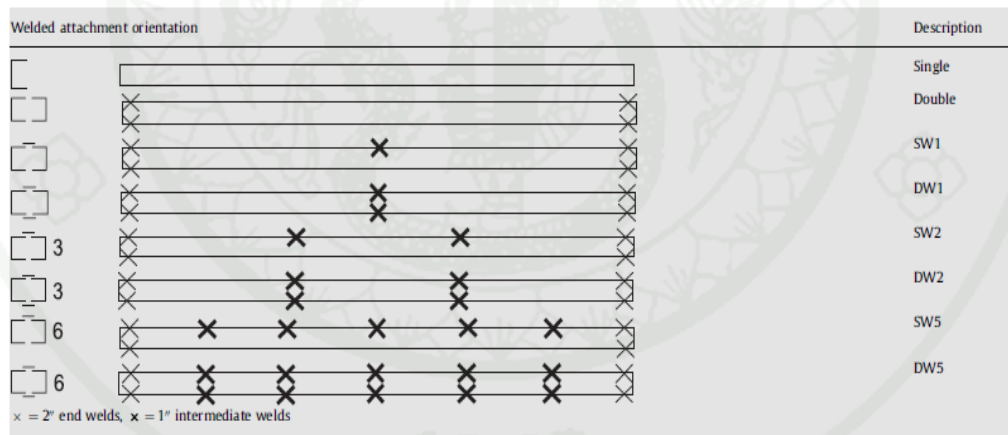 Welded attachment orientation Description
Single
Double
SW1
DW1
3 SW2
3 DW2
6 SW5
6 DW5
× = 2" end welds, × = 1" intermediate welds